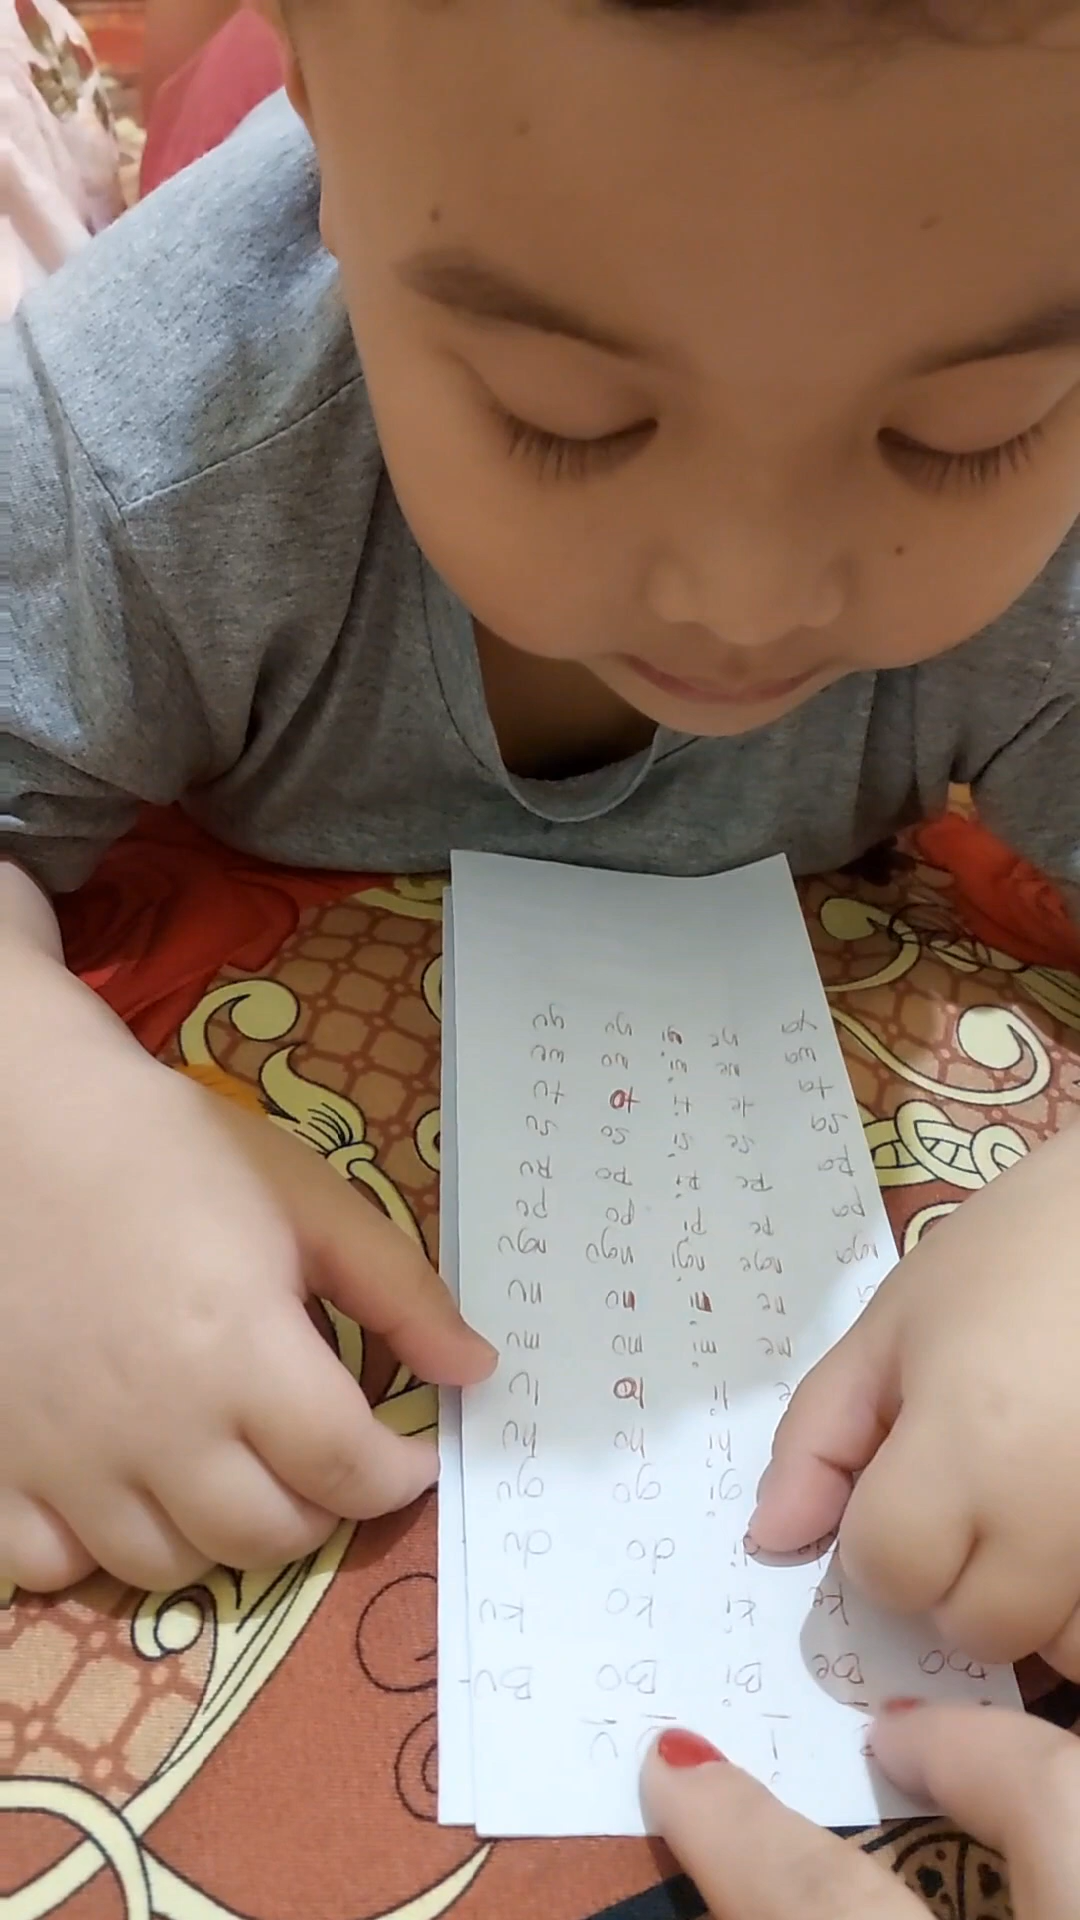 i u
Ba Be Bi Bo Bu
ke ki ko ku
di do du
gi go gu
hi ho hu
li lo lu
me mi mo mu
ne ni no nu
nga nge ngi ngo ngu
pa pe pi po pu
Ra Re Ri Ro Ru
sa se si so su
ta te ti to tu
wa we wi wo wu
ya ye yi yo yu